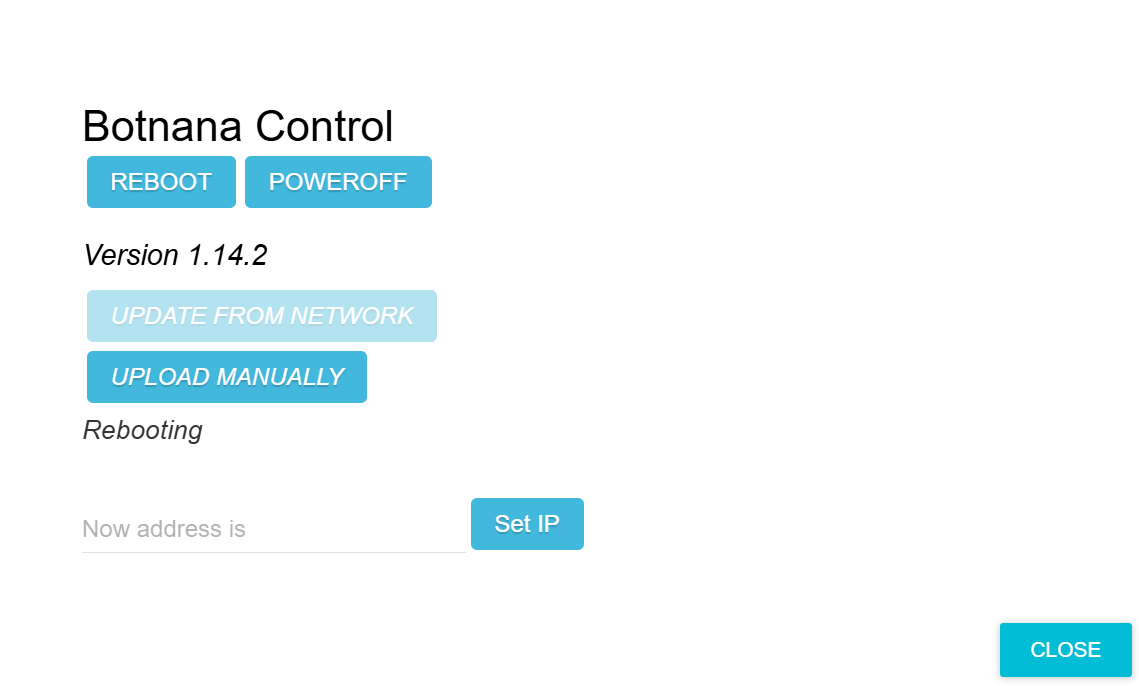 Botnana Control
REBOOT POWEROFF
Version 1.14.2
UPDATE FROM NETWORK
UPLOAD MANUALLY
Rebooting
Now address is Set IP
CLOSE